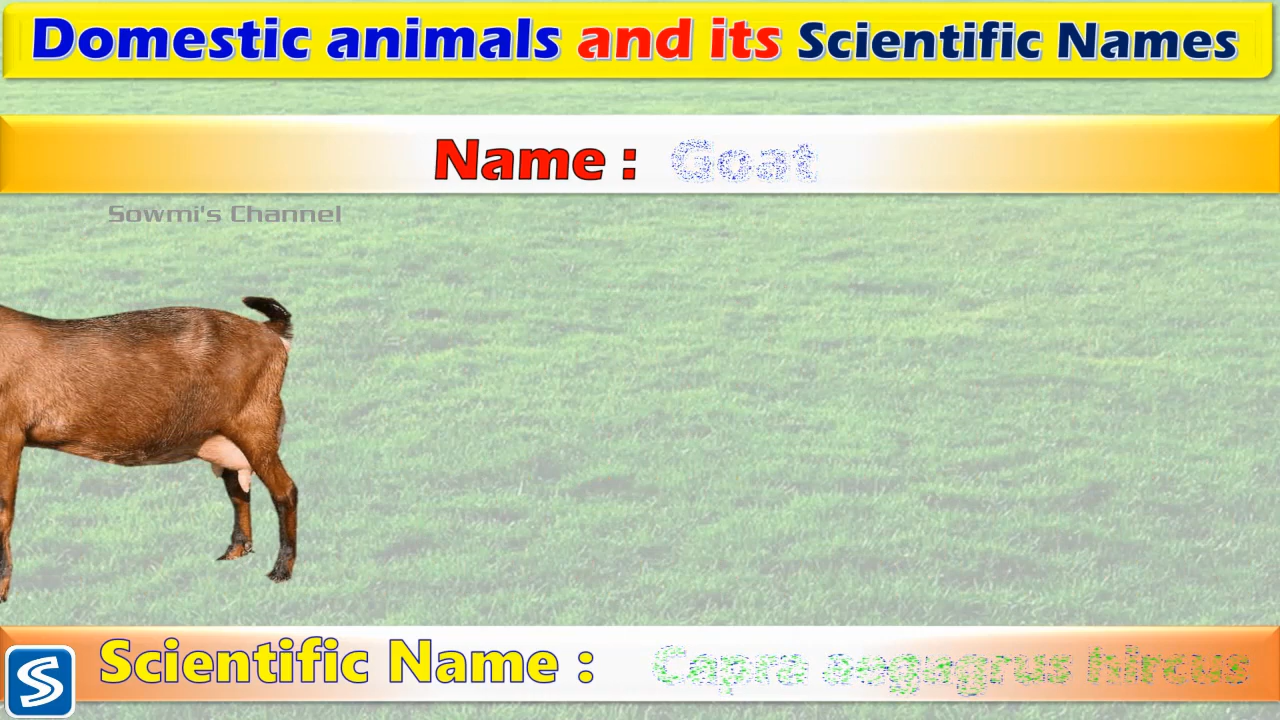 Domestic animals and its Scientific Names
Name : Goat
Sowmi's Channel
Scientific Name : Capra aegagrus hircus
S